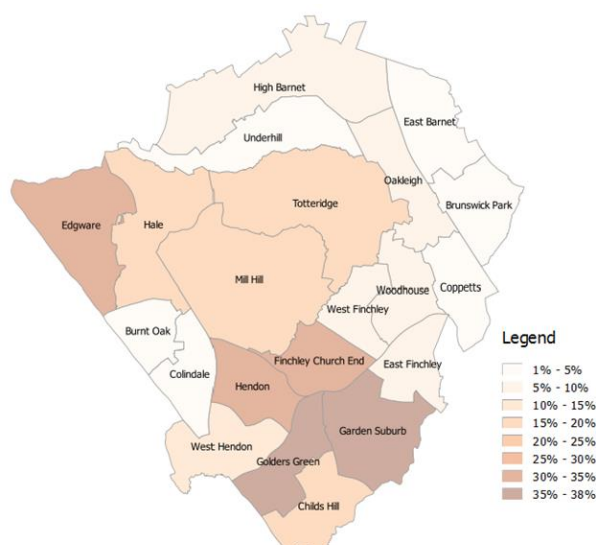 High Barnet
East Barnet
Underhill
Oakleigh
Totteridge
Brunswick Park
Edgware
Hale
Mill Hill
Coppetts
Woodhouse
West Finchley
Burnt Oak
Finchley Church End
East Finchley
Colindale
Hendon
Garden Suburb
West Hendon
Golders Green
Childs Hill
Legend
1% - 5%
5% - 10%
10% - 15%
15% - 20%
20% - 25%
25% - 30%
30% - 35%
35% - 38%